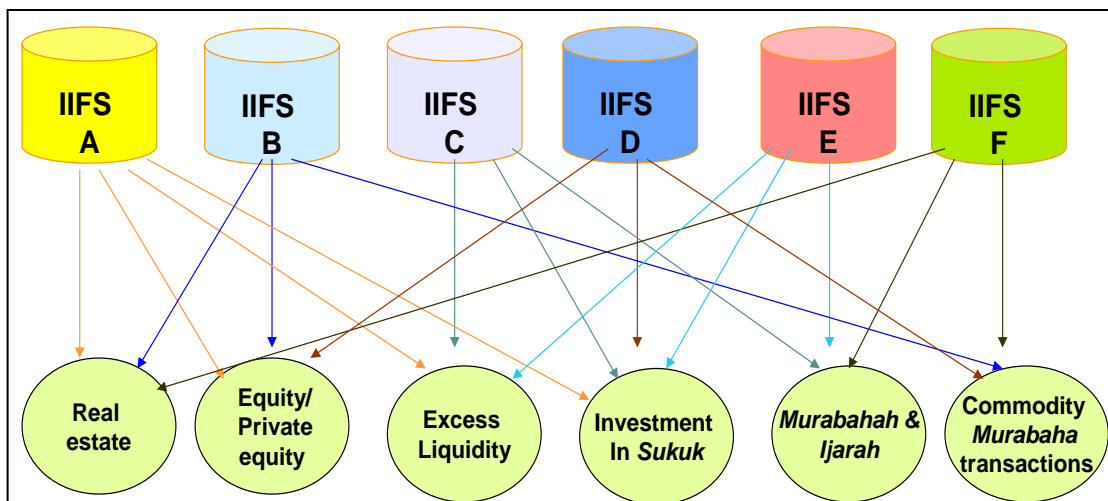 IIFS
A
IIFS
B
IIFS
C
IIFS
D
IIFS
E
IIFS
F
Real
estate
Equity/
Private
equity
Excess
Liquidity
Investment
In Sukuk
Murabahah &
Ijarah
Commodity
Murabaha
transactions